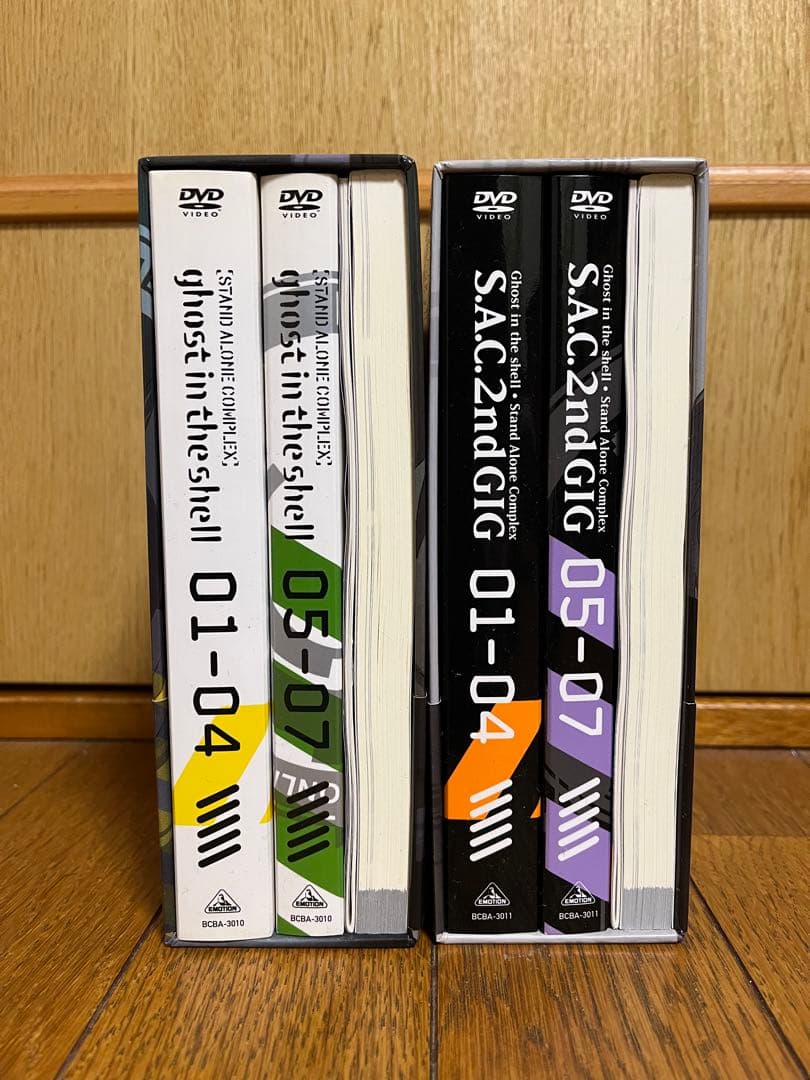 DVD
VIDEO
[STAND ALONE COMPLEX]
ghost in the shell
01-04
EMOTION
BCBA-3010
DVD
VIDEO
[STAND ALONE COMPLEX]
ghost in the shell
05-07
EMOTION
BCBA-3010
DVD
VIDEO
Ghost in the shell • Stand Alone Complex
S.A.C. 2nd GIG
01-04
EMOTION
BCBA-3011
DVD
VIDEO
Ghost in the shell • Stand Alone Complex
S.A.C. 2nd GIG
05-07
EMOTION
BCBA-3011